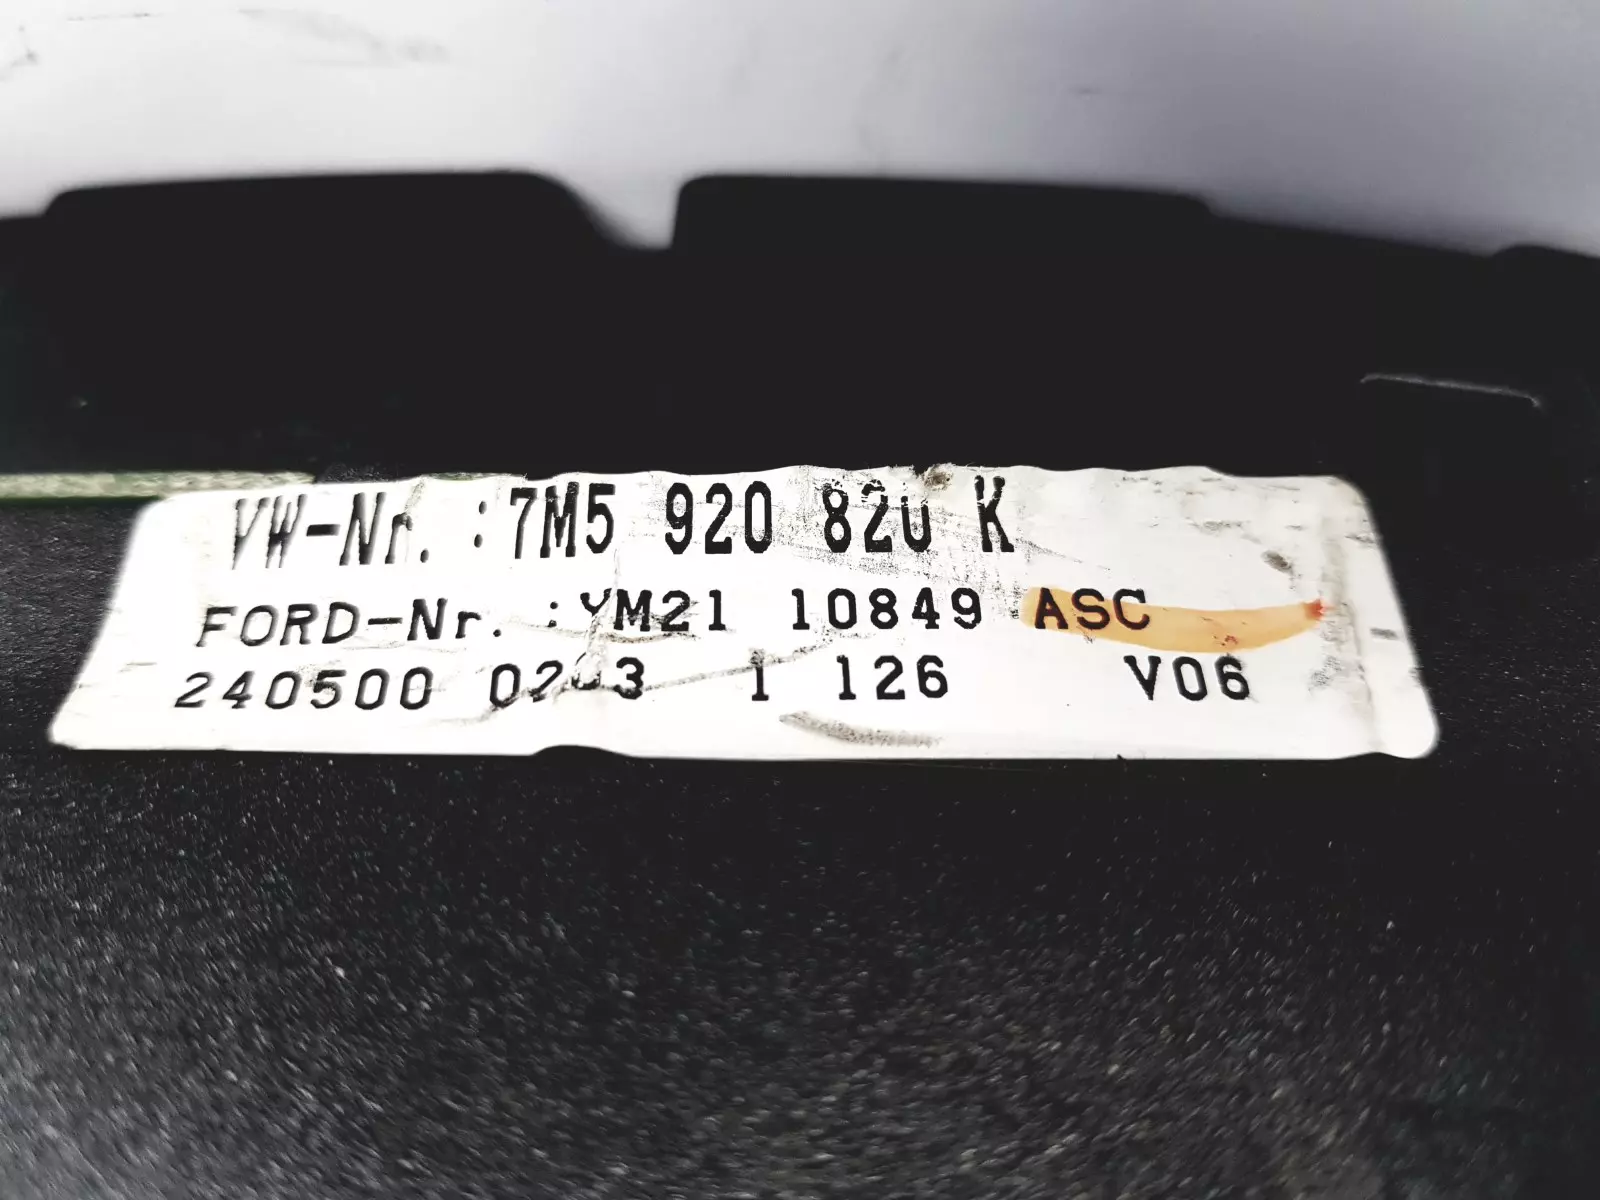 VW-Nr. :7M5 920 820 K
FORD-Nr. :YM21 10849 ASC
240500 1 126 V06